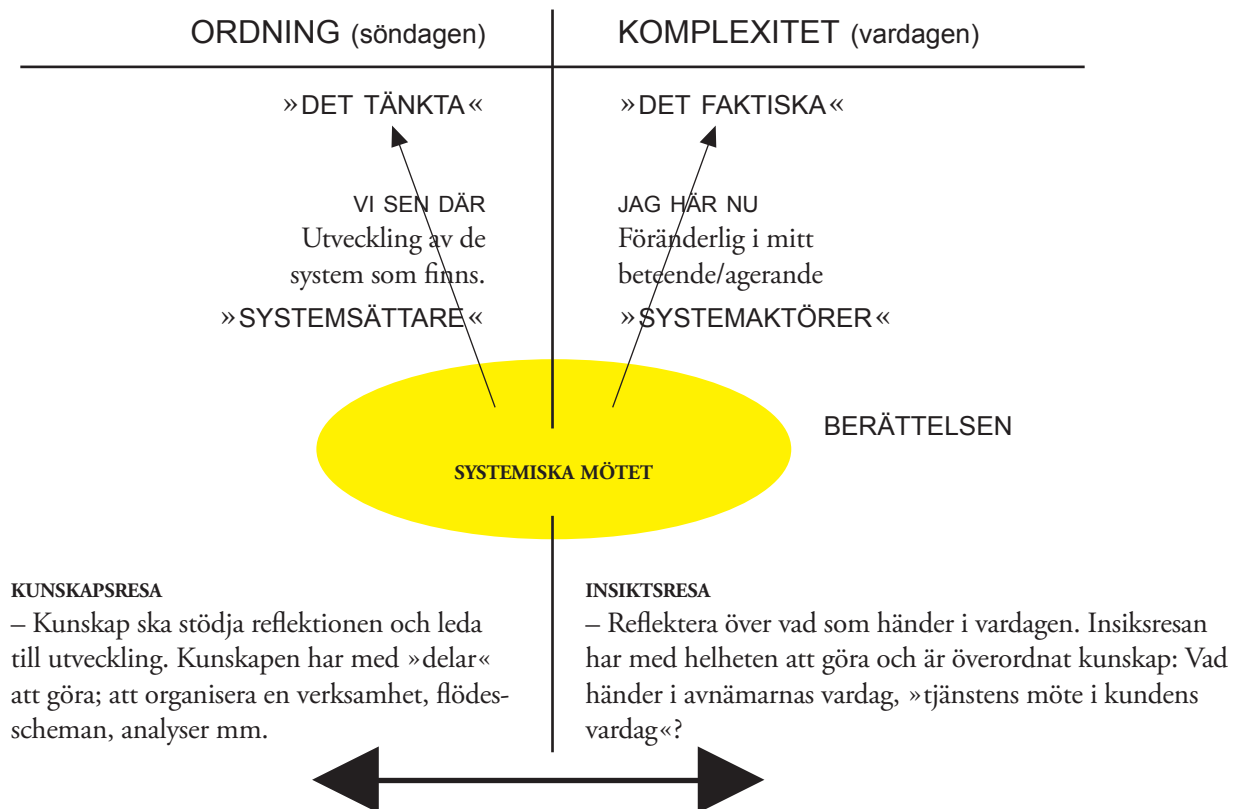 ORDNING (söndagen)
KOMPLEXITET (vardagen)
»DET TÄNKTA«
»DET FAKTISKA«
VI SEN DÄR
Utveckling av de
system som finns.
»SYSTEMSÄTTARE«
JAG HÄR NU
Föränderlig i mitt
beteende/agerande
»SYSTEMAKTÖRER«
BERÄTTELSEN
SYSTEMISKA MÖTET
KUNSKAPSRESA
– Kunskap ska stödja reflektionen och leda
till utveckling. Kunskapen har med »delar«
att göra; att organisera en verksamhet, flödes-
scheman, analyser mm.
INSIKTSRESA
– Reflektera över vad som händer i vardagen. Insiksresan
har med helheten att göra och är överordnat kunskap: Vad
händer i avnämarnas vardag, »tjänstens möte i kundens
vardag«?